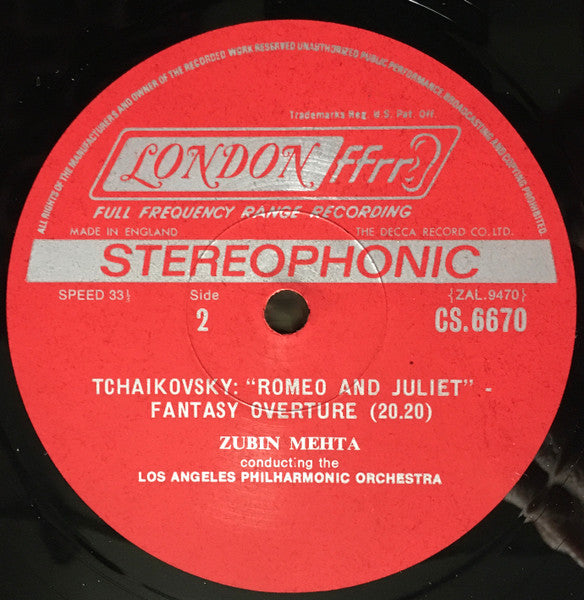 ALL RIGHTS OF THE MANUFACTURERS AND OWNER OF THE RECORDED WORK RESERVED UNAUTHORIZED PUBLIC PERFORMANCE BROADCASTING AND COPYING PROHIBITED
Trademarks Reg. U.S. Pat. Off.
LONDON ffrr
FULL FREQUENCY RANGE RECORDING
MADE IN ENGLAND THE DECCA RECORD CO. LTD.
STEREOPHONIC
SPEED 33⅓ Side {ZAL.9470}
2 CS.6670
TCHAIKOVSKY: “ROMEO AND JULIET” -
FANTASY OVERTURE (20.20)
ZUBIN MEHTA
conducting the
LOS ANGELES PHILHARMONIC ORCHESTRA